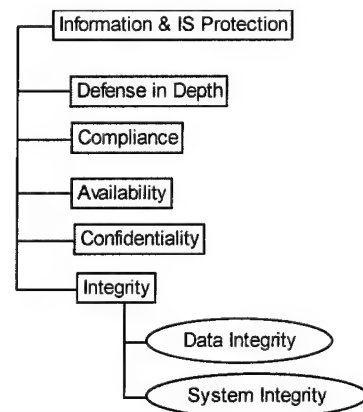 Information & IS Protection
Defense in Depth
Compliance
Availability
Confidentiality
Integrity
Data Integrity
System Integrity